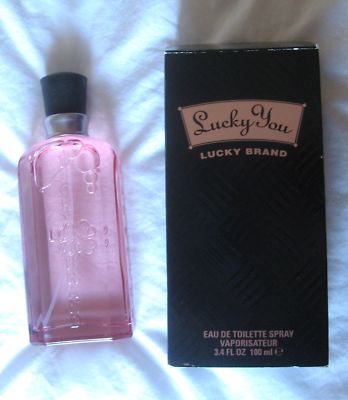 Lucky You
LUCKY BRAND
EAU DE TOILETTE SPRAY
VAPORISATEUR
3.4 FL OZ 100 ml ℮